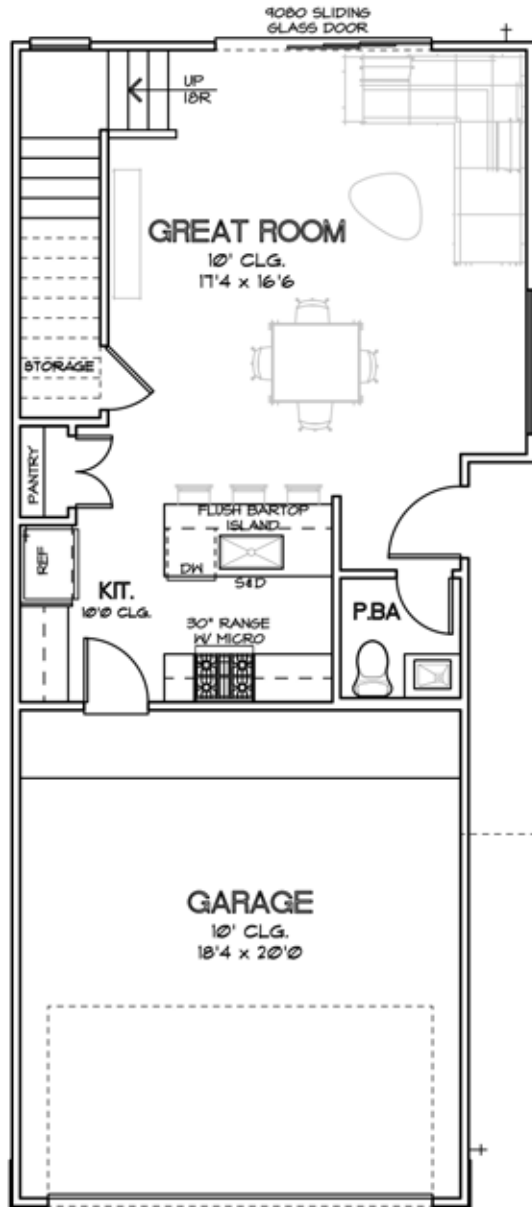 9080 SLIDING
GLASS DOOR
UP
18R
GREAT ROOM
10' CLG.
17'4 x 16'6
STORAGE
PANTRY
FLUSH BARTOP
ISLAND
REF
DW
S&D
KIT.
10'0 CLG.
30" RANGE
W/ MICRO
P.BA
GARAGE
10' CLG.
18'4 x 20'0